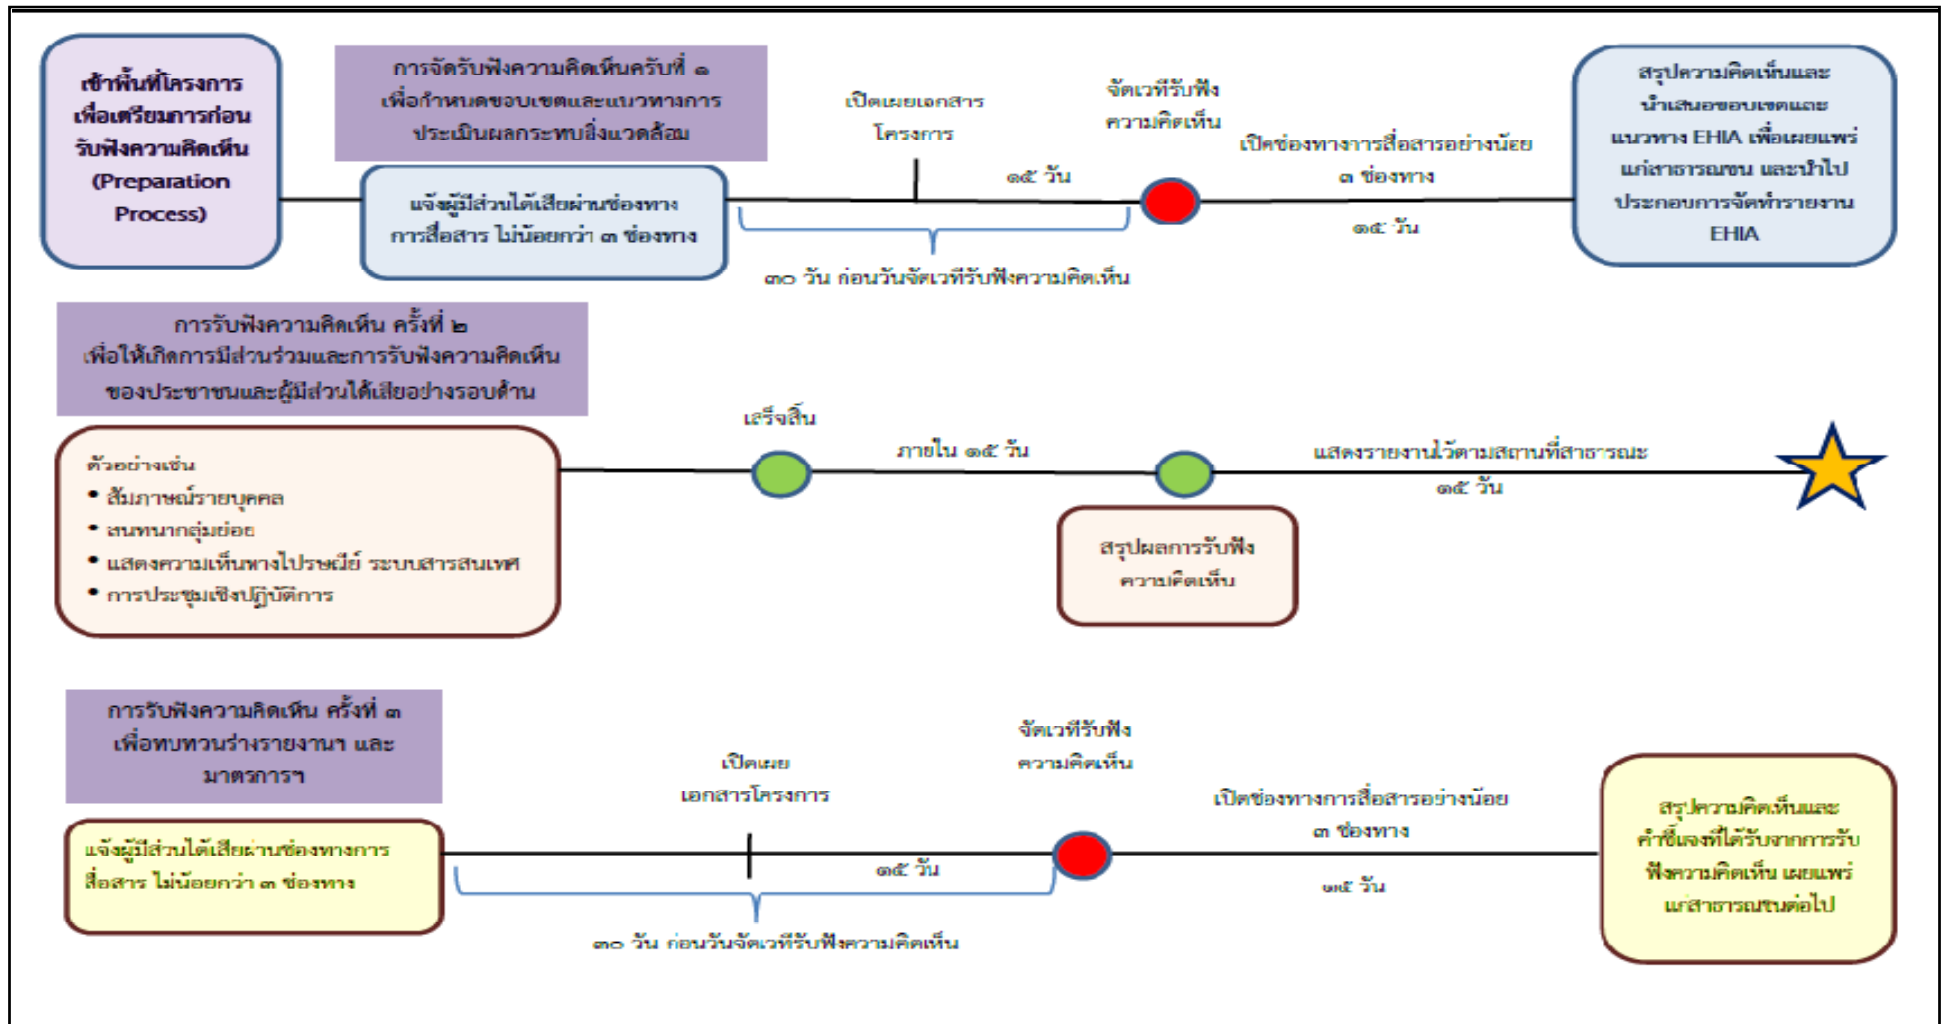 เข้าพื้นที่โครงการ
เพื่อเตรียมการก่อน
รับฟังความคิดเห็น
(Preparation
Process)
การจัดรับฟังความคิดเห็นครับที่ ๑
เพื่อกำหนดขอบเขตและแนวทางการ
ประเมินผลกระทบสิ่งแวดล้อม
แจ้งผู้มีส่วนได้เสียผ่านช่องทาง
การสื่อสาร ไม่น้อยกว่า ๓ ช่องทาง
เปิดเผยเอกสาร
โครงการ
๑๕ วัน
จัดเวทีรับฟัง
ความคิดเห็น
๓๐ วัน ก่อนวันจัดเวทีรับฟังความคิดเห็น
เปิดช่องทางการสื่อสารอย่างน้อย
๓ ช่องทาง
๑๕ วัน
สรุปความคิดเห็นและ
นำเสนอขอบเขตและ
แนวทาง EHIA เพื่อเผยแพร่
แก่สาธารณชน และนำไป
ประกอบการจัดทำรายงาน
EHIA
การรับฟังความคิดเห็น ครั้งที่ ๒
เพื่อให้เกิดการมีส่วนร่วมและการรับฟังความคิดเห็น
ของประชาชนและผู้มีส่วนได้เสียอย่างรอบด้าน
ตัวอย่างเช่น
• สัมภาษณ์รายบุคคล
• สนทนากลุ่มย่อย
• แสดงความเห็นทางไปรษณีย์ ระบบสารสนเทศ
• การประชุมเชิงปฏิบัติการ
เสร็จสิ้น
ภายใน ๑๕ วัน
สรุปผลการรับฟัง
ความคิดเห็น
แสดงรายงานไว้ตามสถานที่สาธารณะ
๑๕ วัน
การรับฟังความคิดเห็น ครั้งที่ ๓
เพื่อทบทวนร่างรายงานฯ และ
มาตรการฯ
แจ้งผู้มีส่วนได้เสียผ่านช่องทางการ
สื่อสาร ไม่น้อยกว่า ๓ ช่องทาง
เปิดเผย
เอกสารโครงการ
๑๕ วัน
จัดเวทีรับฟัง
ความคิดเห็น
๓๐ วัน ก่อนวันจัดเวทีรับฟังความคิดเห็น
เปิดช่องทางการสื่อสารอย่างน้อย
๓ ช่องทาง
๑๕ วัน
สรุปความคิดเห็นและ
คำชี้แจงที่ได้รับจากการรับ
ฟังความคิดเห็น เผยแพร่
แก่สาธารณชนต่อไป